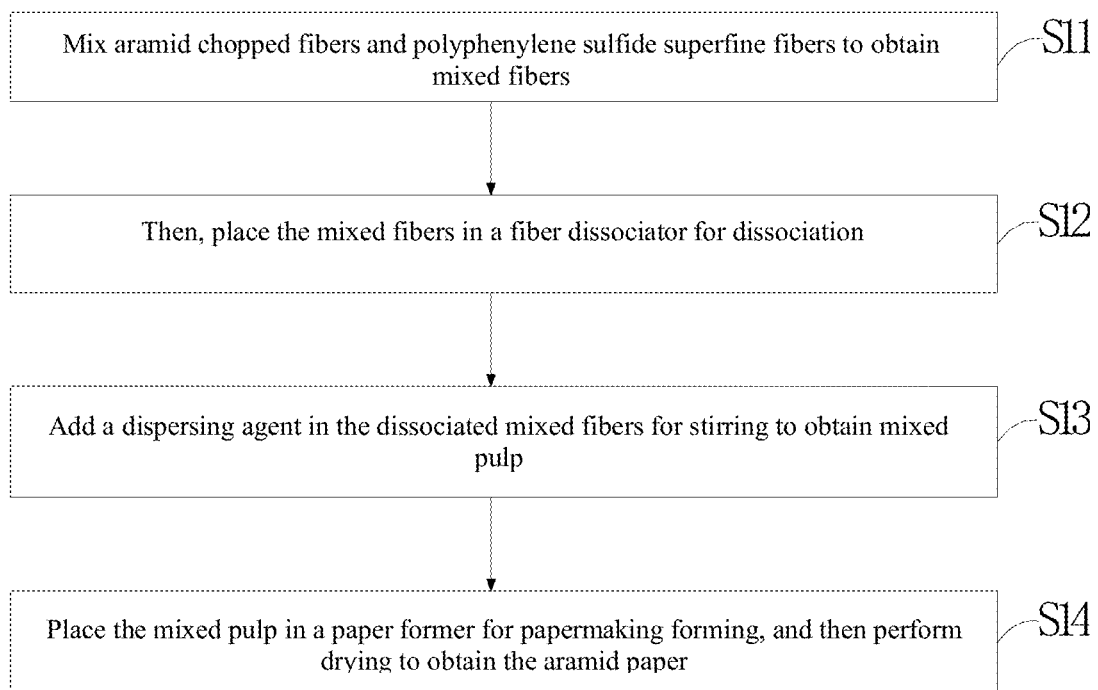 Mix aramid chopped fibers and polyphenylene sulfide superfine fibers to obtain
mixed fibers
S11
Then, place the mixed fibers in a fiber dissociator for dissociation
S12
Add a dispersing agent in the dissociated mixed fibers for stirring to obtain mixed
pulp
S13
Place the mixed pulp in a paper former for papermaking forming, and then perform
drying to obtain the aramid paper
S14